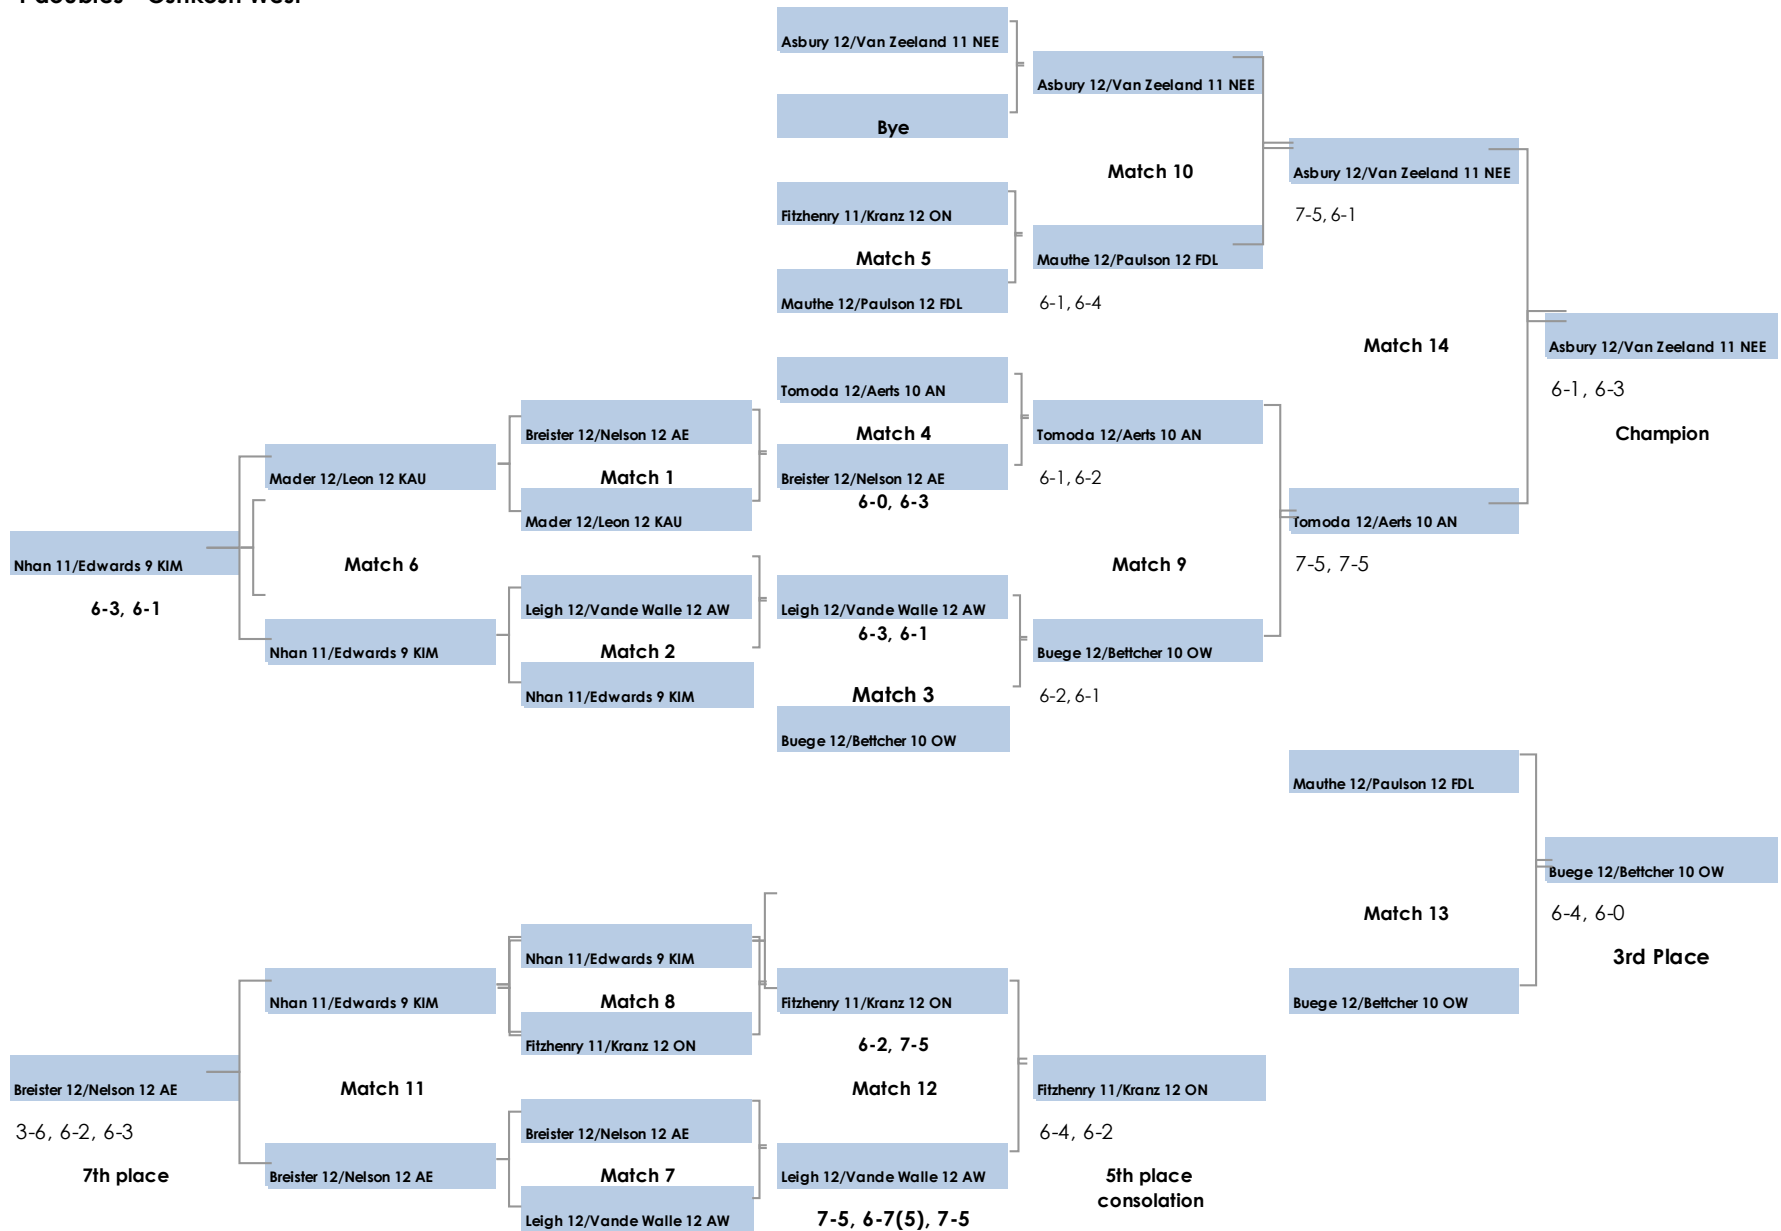 Asbury 12/Van Zeeland 11 NEE
Asbury 12/Van Zeeland 11 NEE
Bye
Match 10
Asbury 12/Van Zeeland 11 NEE
Fitzhenry 11/Kranz 12 ON
7-5, 6-1
Match 5
Mauthe 12/Paulson 12 FDL
Mauthe 12/Paulson 12 FDL
6-1, 6-4
Match 14
Asbury 12/Van Zeeland 11 NEE
Tomoda 12/Aerts 10 AN
6-1, 6-3
Breister 12/Nelson 12 AE
Match 4
Tomoda 12/Aerts 10 AN
Champion
Mader 12/Leon 12 KAU
Match 1
Breister 12/Nelson 12 AE
6-1, 6-2
6-0, 6-3
Mader 12/Leon 12 KAU
Tomoda 12/Aerts 10 AN
Nhan 11/Edwards 9 KIM
Match 6
Match 9
7-5, 7-5
6-3, 6-1
Leigh 12/Vande Walle 12 AW
Leigh 12/Vande Walle 12 AW
6-3, 6-1
Nhan 11/Edwards 9 KIM
Match 2
Buege 12/Bettcher 10 OW
Nhan 11/Edwards 9 KIM
Match 3
6-2, 6-1
Buege 12/Bettcher 10 OW
Mauthe 12/Paulson 12 FDL
Buege 12/Bettcher 10 OW
Match 13
6-4, 6-0
3rd Place
Nhan 11/Edwards 9 KIM
Nhan 11/Edwards 9 KIM
Match 8
Fitzhenry 11/Kranz 12 ON
Buege 12/Bettcher 10 OW
Fitzhenry 11/Kranz 12 ON
6-2, 7-5
Breister 12/Nelson 12 AE
Match 11
Match 12
Fitzhenry 11/Kranz 12 ON
3-6, 6-2, 6-3
Breister 12/Nelson 12 AE
6-4, 6-2
7th place
Breister 12/Nelson 12 AE
Match 7
Leigh 12/Vande Walle 12 AW
5th place
consolation
Leigh 12/Vande Walle 12 AW
7-5, 6-7(5), 7-5